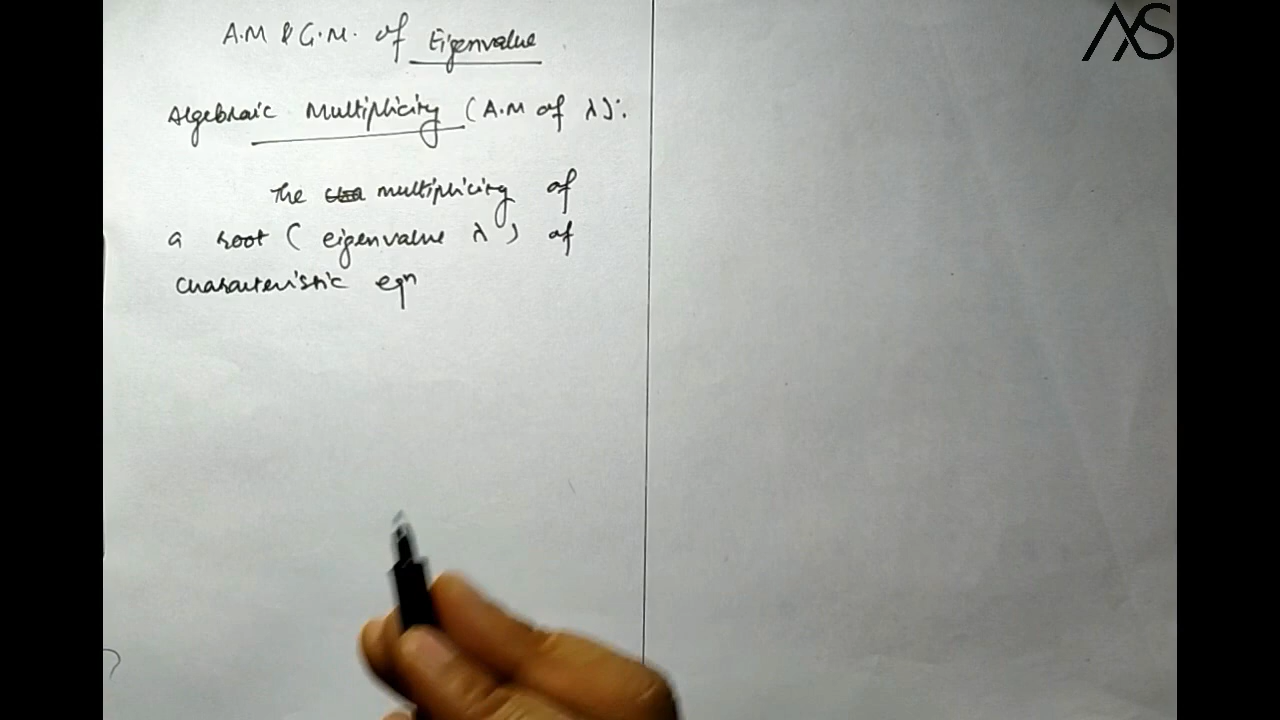 A.M & G.M. of Eigenvalue
Algebraic Multiplicity (A.M of λ):
The multiplicity of
a root (eigenvalue λ) of
characteristic eqn